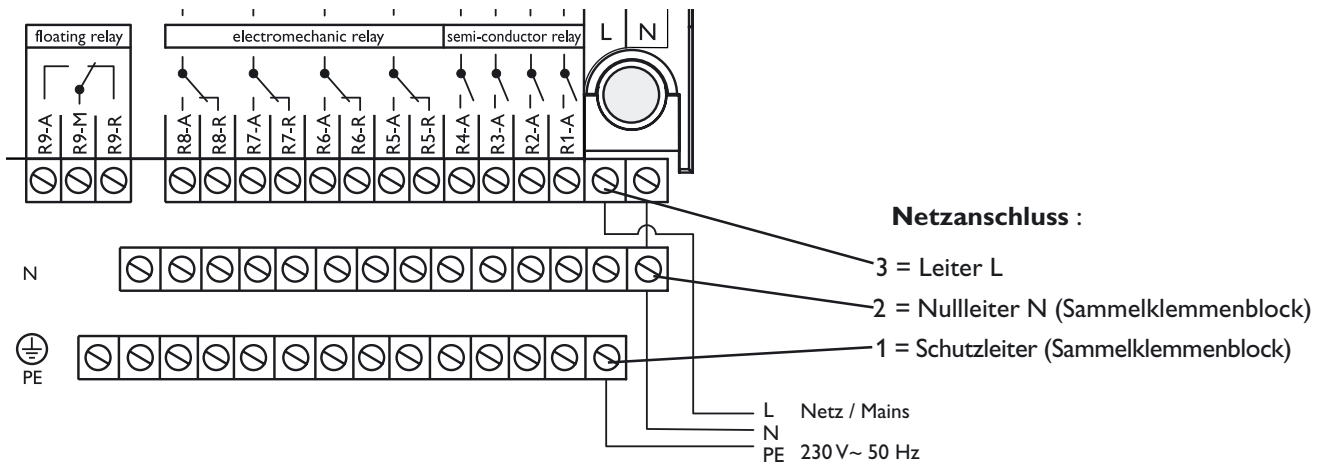 floating relay
electromechanic relay
semi-conductor relay
L
N
R9-A
R9-M
R9-R
R8-A
R8-R
R7-A
R7-R
R6-A
R6-R
R5-A
R5-R
R4-A
R3-A
R2-A
R1-A
Netzanschluss :
3 = Leiter L
2 = Nullleiter N (Sammelklemmenblock)
1 = Schutzleiter (Sammelklemmenblock)
N
PE
L Netz / Mains
N
PE 230 V~ 50 Hz